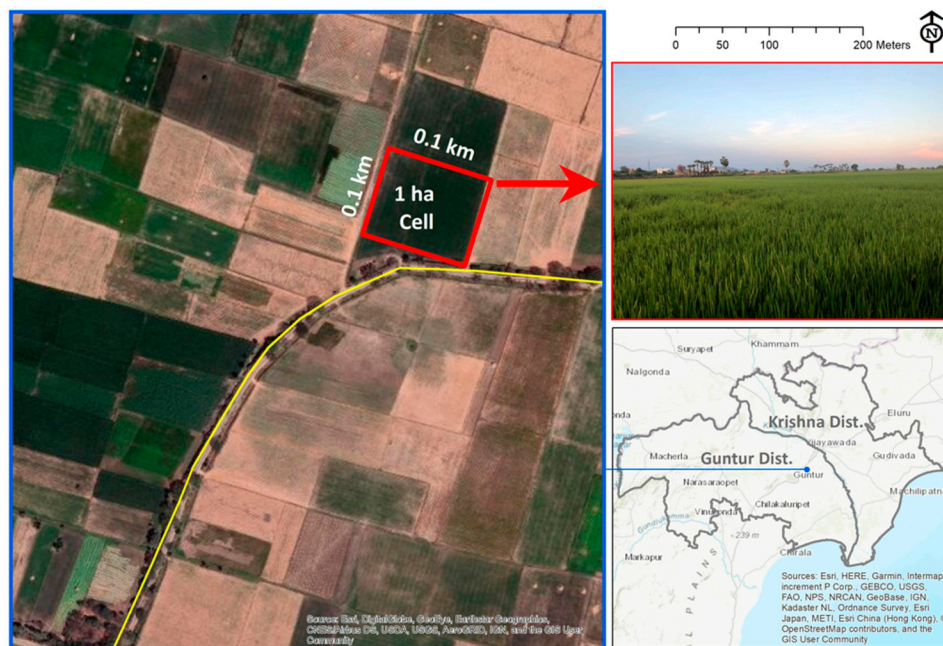 0.1 km
0.1 km
1 ha
Cell
Source: Esri, DigitalGlobe, GeoEye, Earthstar Geographics,
CNES/Airbus DS, USDA, USGS, AeroGRID, IGN, and the GIS User
Community
0 50 100 200 Meters
N
Khammam
Suryapet
Nalgonda
Krishna Dist.
Eluru
Vijayawada
Macherla
Guntur Dist.
Gudivada
Guntur
Narasaraopet
Machilipatn
Chilakaluripet
Vinukonda
Gundlakamma
239 m
Chirala
Markapur
PLAINS
Sources: Esri, HERE, Garmin, Intermap,
increment P Corp., GEBCO, USGS,
FAO, NPS, NRCAN, GeoBase, IGN,
Kadaster NL, Ordnance Survey, Esri
Japan, METI, Esri China (Hong Kong),
OpenStreetMap contributors, and the
GIS User Community